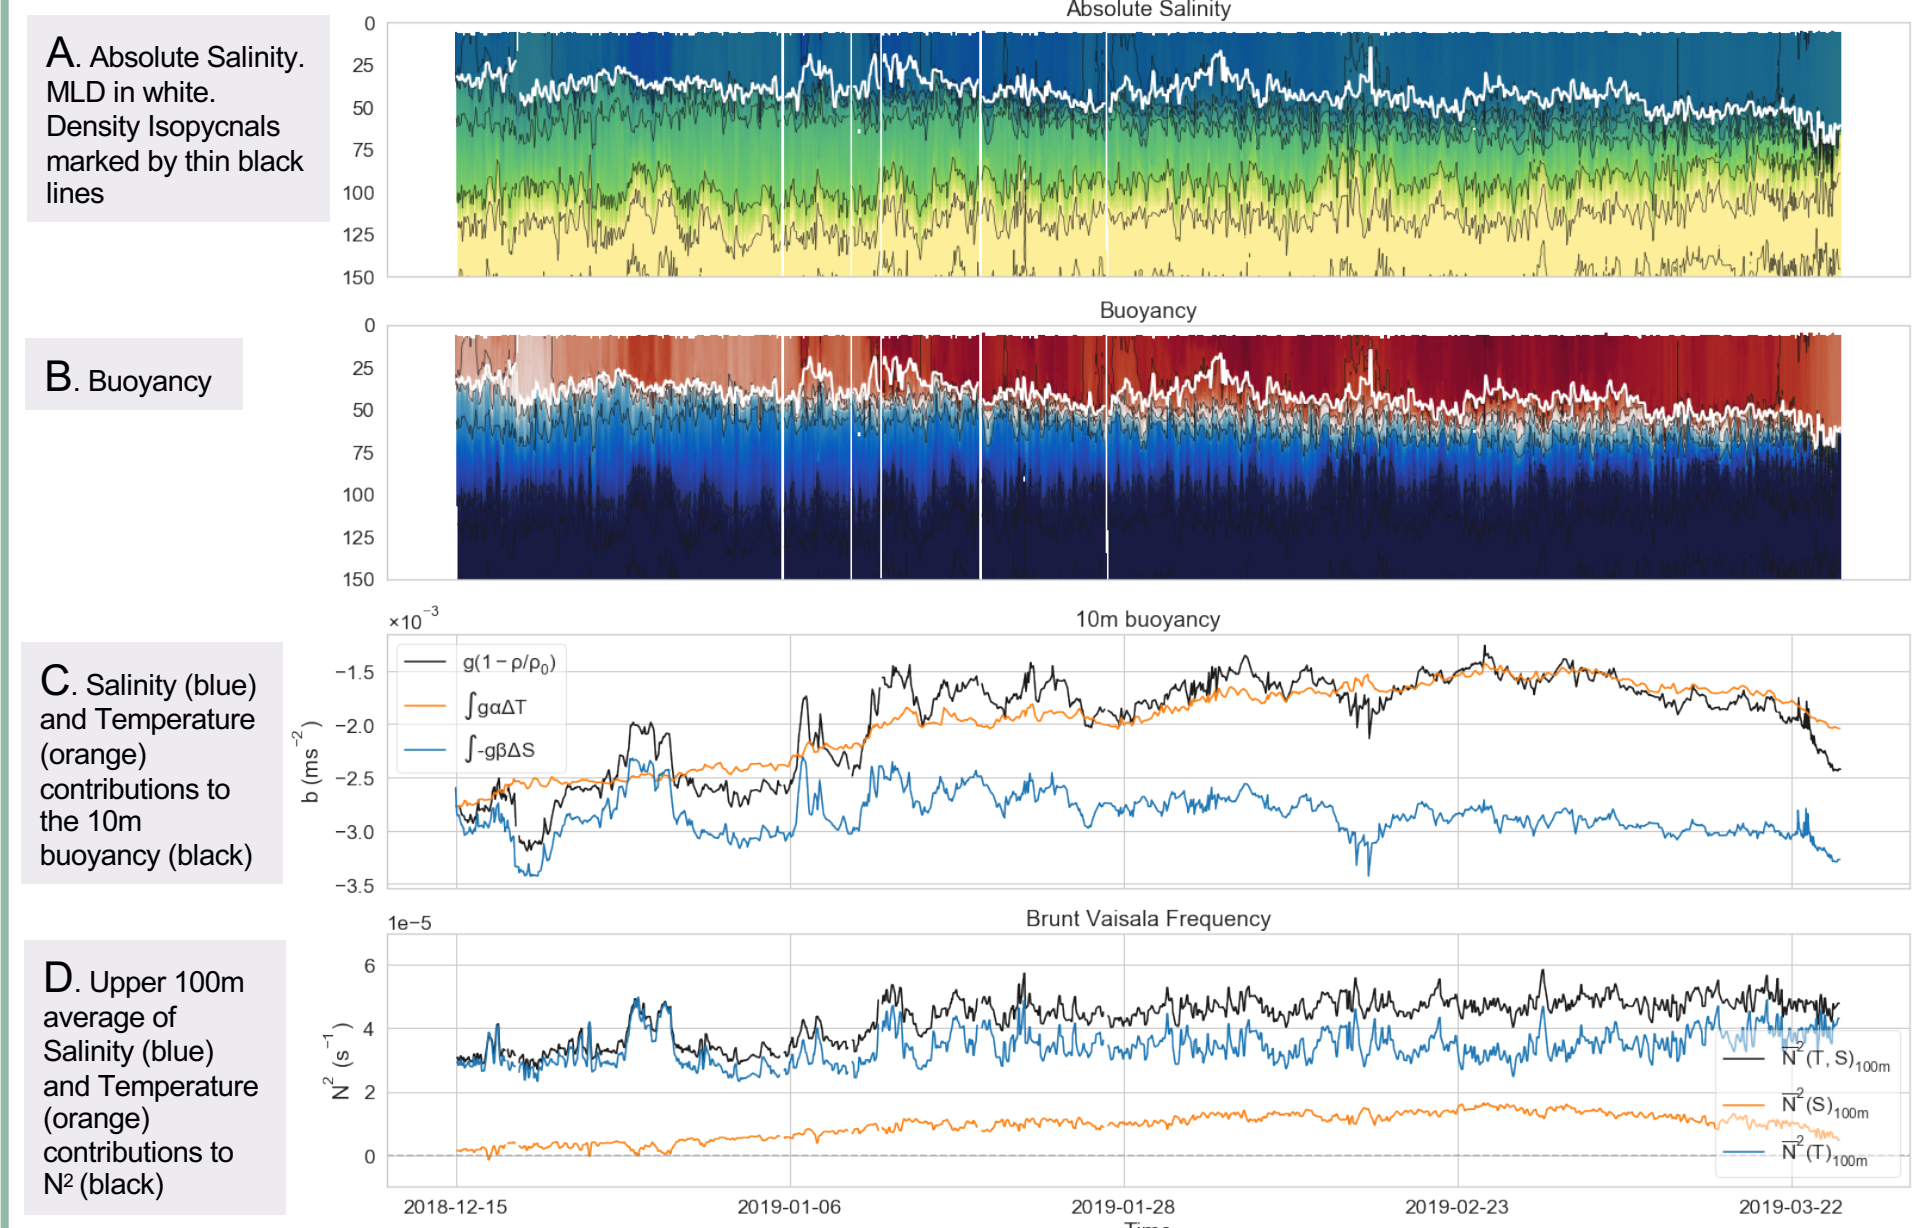 Absolute Salinity
A. Absolute Salinity.
MLD in white.
Density Isopycnals
marked by thin black
lines
0
25
50
75
100
125
150
Buoyancy
B. Buoyancy
0
25
50
75
100
125
150
×10⁻³
10m buoyancy
C. Salinity (blue)
and Temperature
(orange)
contributions to
the 10m
buoyancy (black)
b (ms⁻²)
−1.5
−2.0
−2.5
−3.0
−3.5
g(1 − ρ/ρ₀)
∫gαΔT
∫-gβΔS
1e−5
Brunt Vaisala Frequency
D. Upper 100m
average of
Salinity (blue)
and Temperature
(orange)
contributions to
N² (black)
N² (s⁻¹)
6
4
2
0
N̅²(T, S)₁₀₀ₘ
N̅²(S)₁₀₀ₘ
N̅²(T)₁₀₀ₘ
2018-12-15
2019-01-06
2019-01-28
2019-02-23
2019-03-22
Time